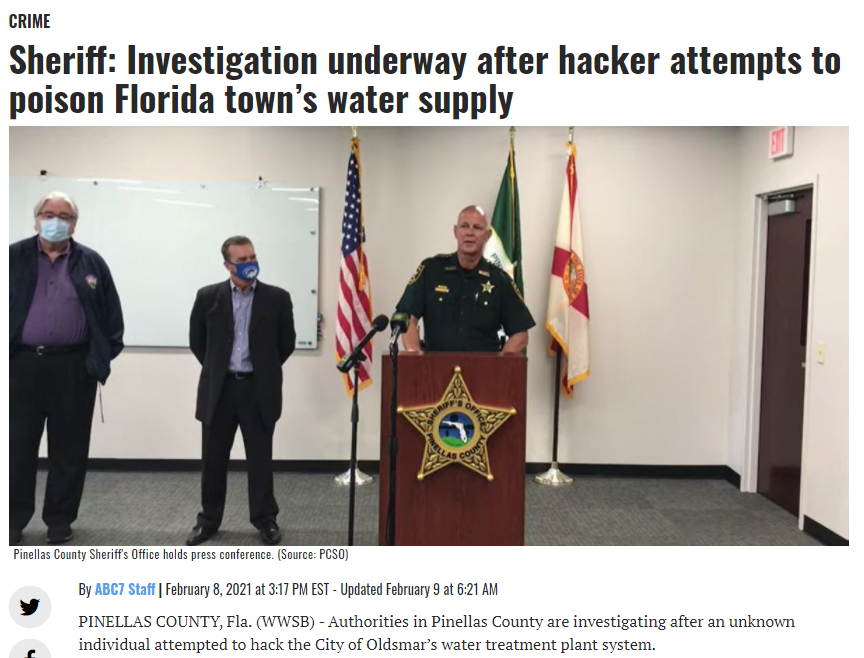 CRIME
Sheriff: Investigation underway after hacker attempts to
poison Florida town’s water supply
EXIT
SHERIFF'S OFFICE
PINELLAS COUNTY
Pinellas County Sheriff's Office holds press conference. (Source: PCSO)
By ABC7 Staff | February 8, 2021 at 3:17 PM EST - Updated February 9 at 6:21 AM
PINELLAS COUNTY, Fla. (WWSB) - Authorities in Pinellas County are investigating after an unknown
individual attempted to hack the City of Oldsmar’s water treatment plant system.